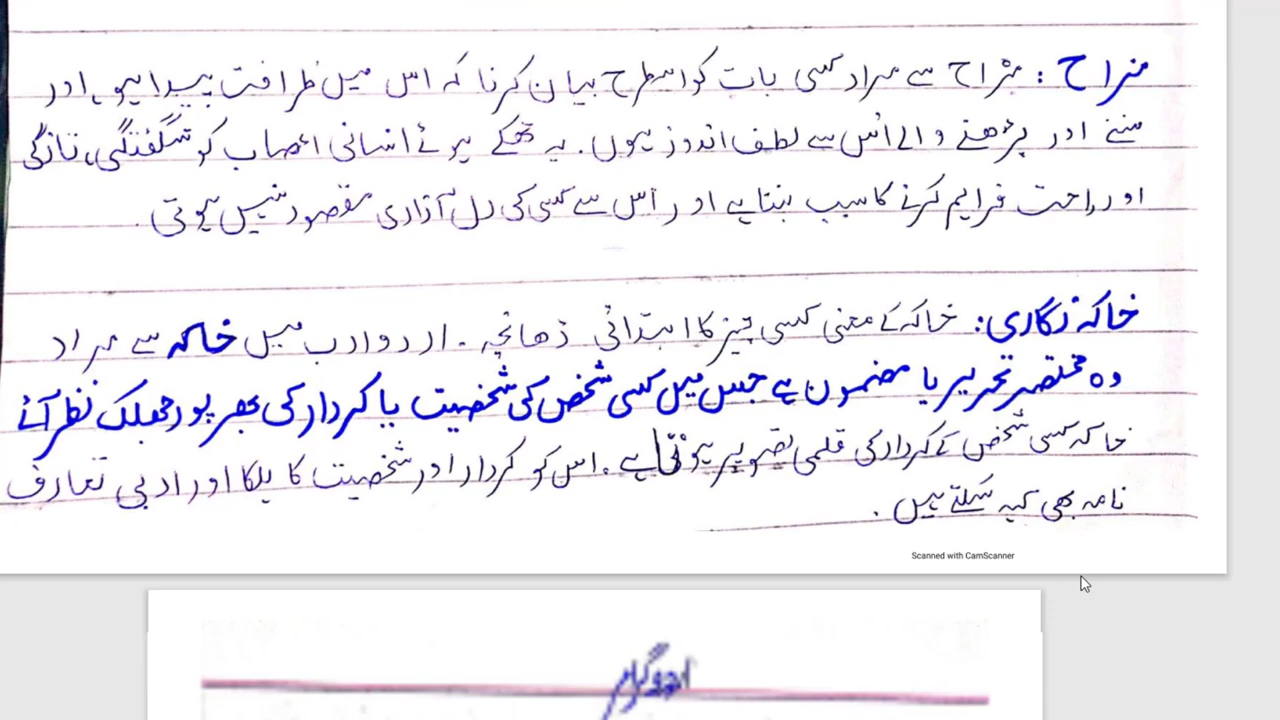 مزاح : مزاح سے مراد کسی بات کو اسطرح بیان کرنا کہ اس میں ظرافت پیدا ہو، اور
سننے اور پڑھنے والے اُس سے لطف اندوز ہوں. یہ تھکے ہوئے انسانی اعصاب کو شگفتگی، تازگی
اور راحت فراہم کرنے کا سبب بنتا ہے اور اس سے کسی کی دل آزاری مقصود نہیں ہوتی .
خاکہ نگاری: خاکہ کے معنی کسی چیز کا ابتدائی ڈھانچہ . اردو ادب میں خاکہ سے مراد
وہ مختصر تحریر یا مضمون ہے جس میں کسی شخص کی شخصیت یا کردار کی بھرپور جھلک نظر آئے
خاکہ کسی شخص کے کردار کی قلمی تصویر ہوتی ہے . اس کو کردار اور شخصیت کا ہلکا اور ادبی تعارف
نامہ بھی کہہ سکتے ہیں .
Scanned with CamScanner